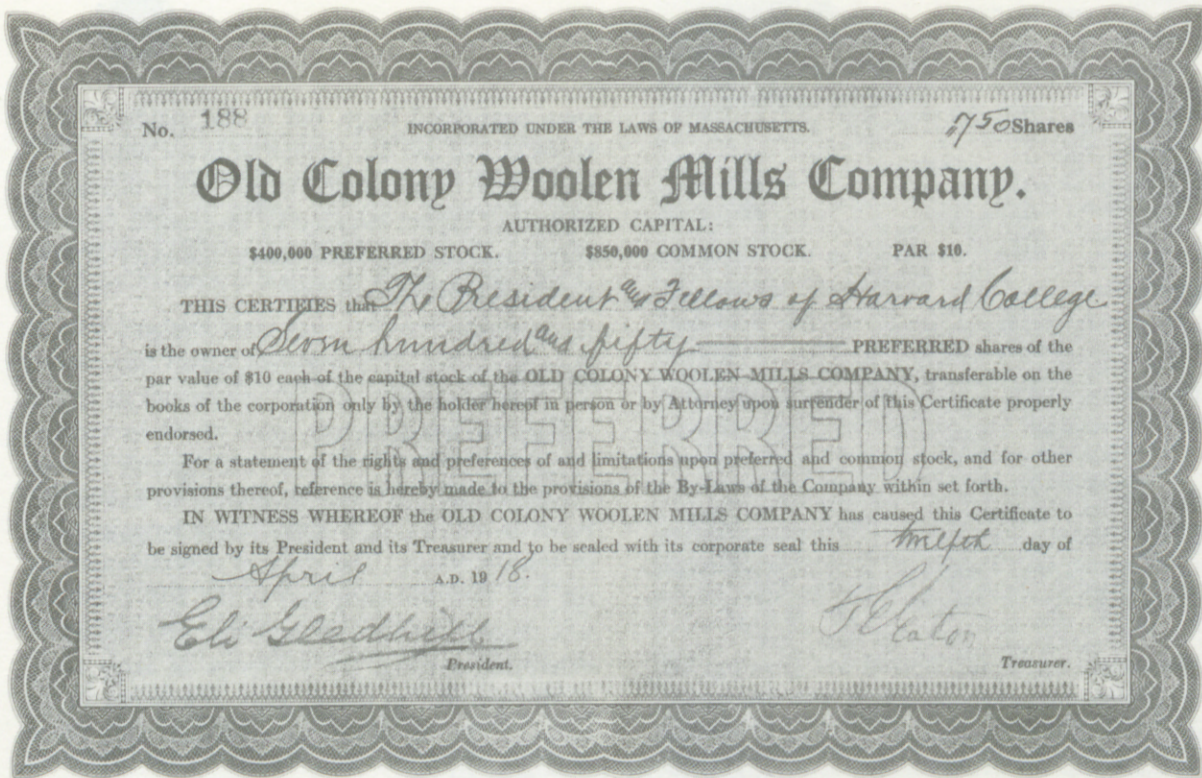 No. 188 INCORPORATED UNDER THE LAWS OF MASSACHUSETTS. 750 Shares
Old Colony Woolen Mills Company.
AUTHORIZED CAPITAL:
$400,000 PREFERRED STOCK. $850,000 COMMON STOCK. PAR $10.
THIS CERTIFIES that The President and Fellows of Harvard College
is the owner of Seven hundred and fifty PREFERRED shares of the
par value of $10 each of the capital stock of the OLD COLONY WOOLEN MILLS COMPANY, transferable on the
books of the corporation only by the holder hereof in person or by Attorney upon surrender of this Certificate properly
endorsed.
PREFERRED
For a statement of the rights and preferences of and limitations upon preferred and common stock, and for other
provisions thereof, reference is hereby made to the provisions of the By-Laws of the Company within set forth.
IN WITNESS WHEREOF the OLD COLONY WOOLEN MILLS COMPANY has caused this Certificate to
be signed by its President and its Treasurer and to be sealed with its corporate seal this twelfth day of
April A.D. 1918.
Eli Gledhill Eaton
President. Treasurer.